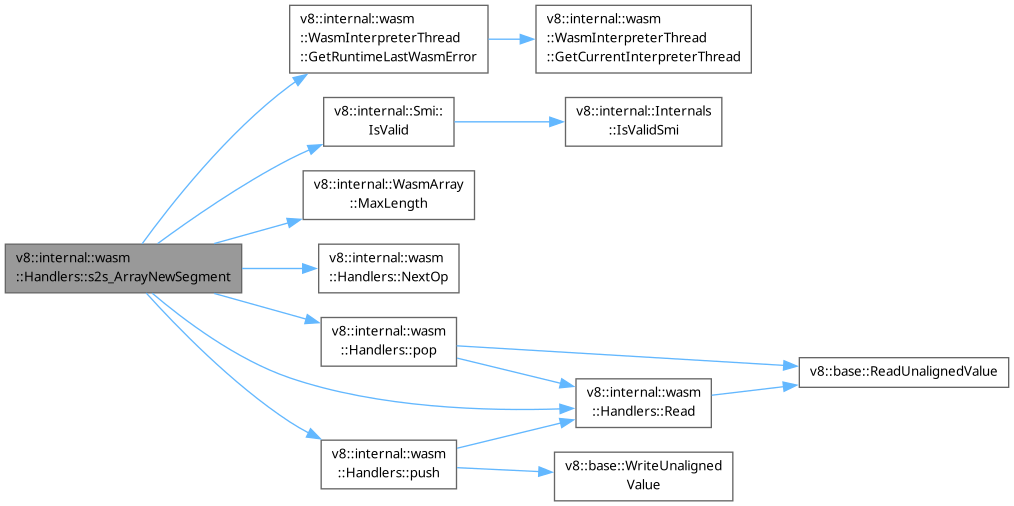 v8::internal::wasm
::WasmInterpreterThread
::GetRuntimeLastWasmError
v8::internal::wasm
::WasmInterpreterThread
::GetCurrentInterpreterThread
v8::internal::Smi::
IsValid
v8::internal::Internals
::IsValidSmi
v8::internal::WasmArray
::MaxLength
v8::internal::wasm
::Handlers::s2s_ArrayNewSegment
v8::internal::wasm
::Handlers::NextOp
v8::internal::wasm
::Handlers::pop
v8::base::ReadUnalignedValue
v8::internal::wasm
::Handlers::Read
v8::internal::wasm
::Handlers::push
v8::base::WriteUnaligned
Value